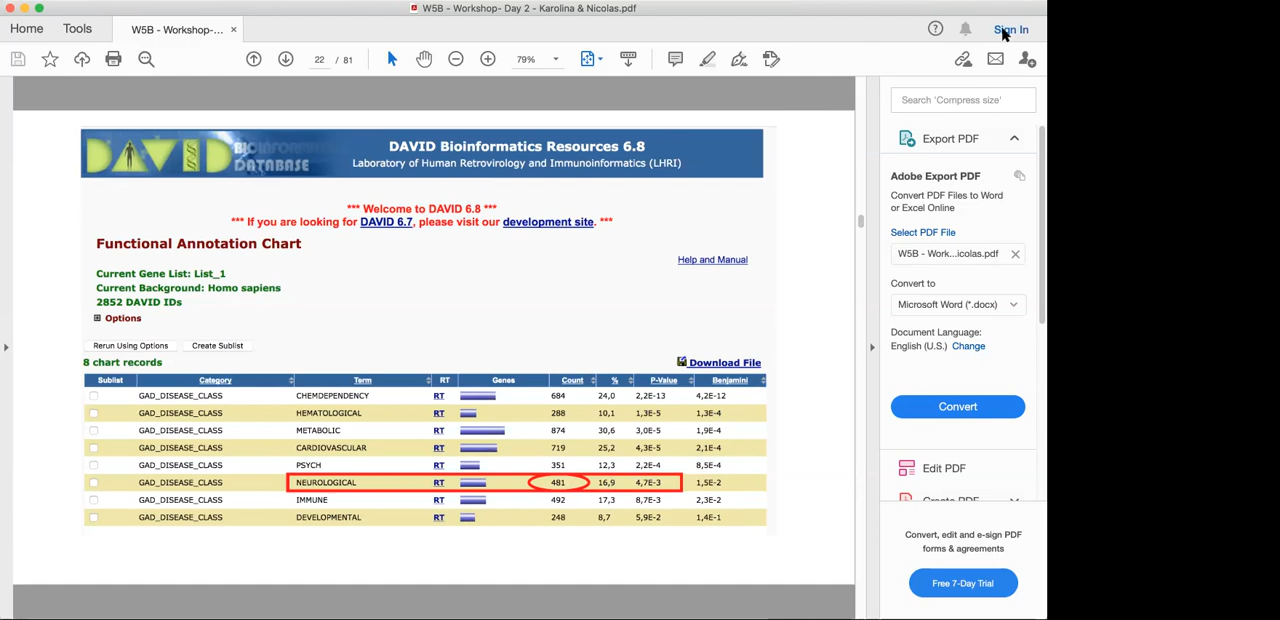 W5B - Workshop- Day 2 - Karolina & Nicolas.pdf
Home Tools W5B - Workshop-... × Sign In
22 / 81 79%
DAVID BIOINFORMATICS DATABASE
DAVID Bioinformatics Resources 6.8
Laboratory of Human Retrovirology and Immunoinformatics (LHRI)
*** Welcome to DAVID 6.8 ***
*** If you are looking for DAVID 6.7, please visit our development site. ***
Functional Annotation Chart
Help and Manual
Current Gene List: List_1
Current Background: Homo sapiens
2852 DAVID IDs
Options
Rerun Using Options Create Sublist
8 chart records Download File
Sublist Category Term RT Genes Count % P-Value Benjamini
GAD_DISEASE_CLASS CHEMDEPENDENCY RT 684 24,0 2,2E-13 4,2E-12
GAD_DISEASE_CLASS HEMATOLOGICAL RT 288 10,1 1,3E-5 1,3E-4
GAD_DISEASE_CLASS METABOLIC RT 874 30,6 3,0E-5 1,9E-4
GAD_DISEASE_CLASS CARDIOVASCULAR RT 719 25,2 4,3E-5 2,1E-4
GAD_DISEASE_CLASS PSYCH RT 351 12,3 2,2E-4 8,5E-4
GAD_DISEASE_CLASS NEUROLOGICAL RT 481 16,9 4,7E-3 1,5E-2
GAD_DISEASE_CLASS IMMUNE RT 492 17,3 8,7E-3 2,3E-2
GAD_DISEASE_CLASS DEVELOPMENTAL RT 248 8,7 5,9E-2 1,4E-1
Search 'Compress size'
Export PDF
Adobe Export PDF
Convert PDF Files to Word
or Excel Online
Select PDF File
W5B - Work...icolas.pdf
Convert to
Microsoft Word (*.docx)
Document Language:
English (U.S.) Change
Convert
Edit PDF
Create PDF
Convert, edit and e-sign PDF
forms & agreements
Free 7-Day Trial